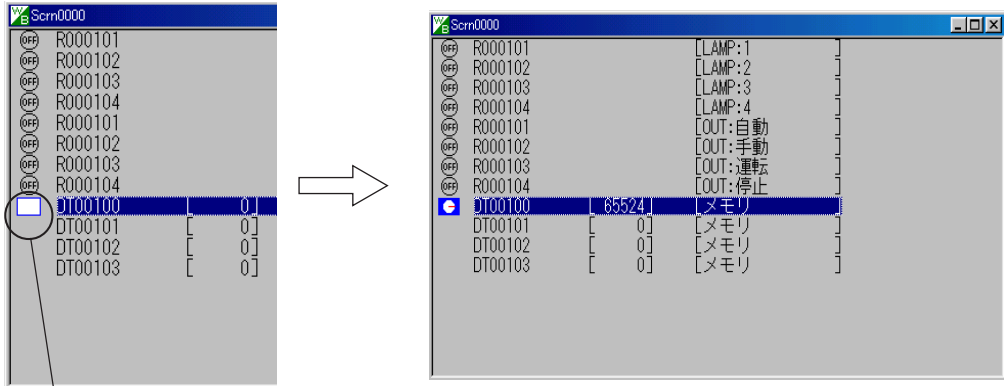 Scrn0000
OFF R000101
OFF R000102
OFF R000103
OFF R000104
OFF R000101
OFF R000102
OFF R000103
OFF R000104
DT00100 [ 0]
DT00101 [ 0]
DT00102 [ 0]
DT00103 [ 0]
Scrn0000
OFF R000101 [LAMP:1 ]
OFF R000102 [LAMP:2 ]
OFF R000103 [LAMP:3 ]
OFF R000104 [LAMP:4 ]
OFF R000101 [OUT:自動 ]
OFF R000102 [OUT:手動 ]
OFF R000103 [OUT:運転 ]
OFF R000104 [OUT:停止 ]
DT00100 [ 65524] [メモリ ]
DT00101 [ 0] [メモリ ]
DT00102 [ 0] [メモリ ]
DT00103 [ 0] [メモリ ]